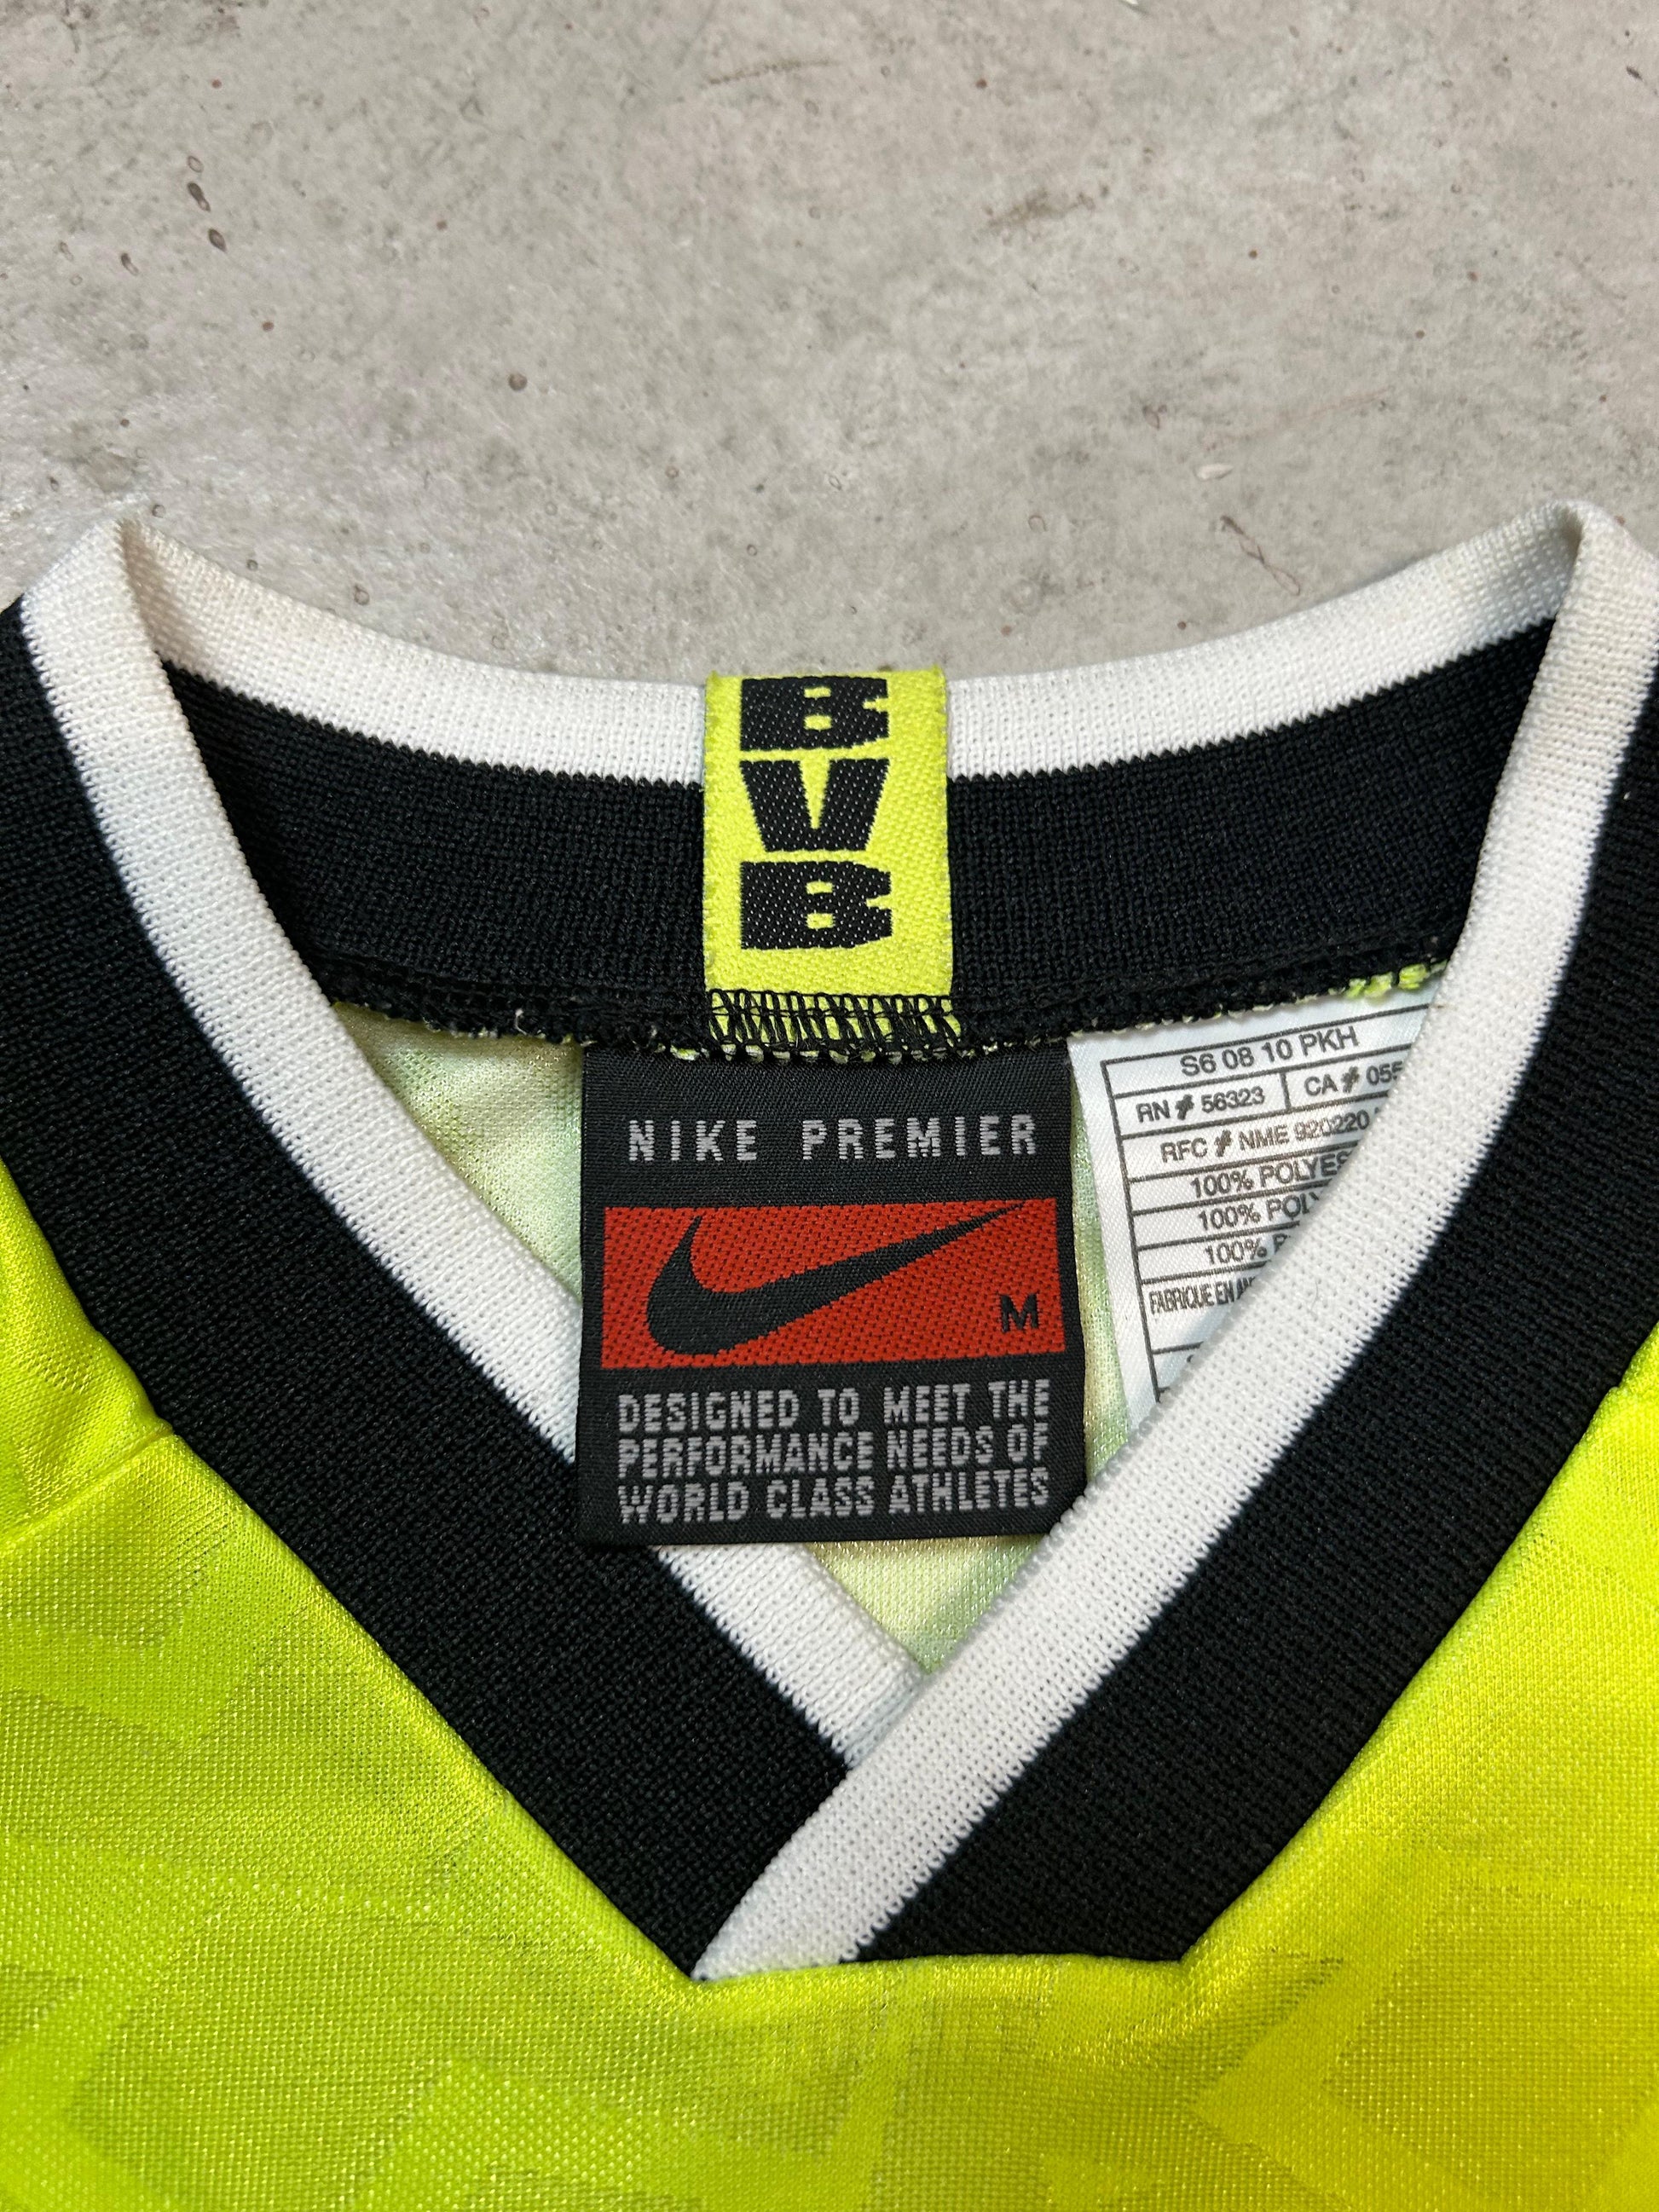 B
V
B
NIKE PREMIER
M
DESIGNED TO MEET THE
PERFORMANCE NEEDS OF
WORLD CLASS ATHLETES
S6 08 10 PKH
RN # 56323 CA # 055
RFC # NME 920220
100% POLYES
100% POLY
100%
FABRIQUE EN